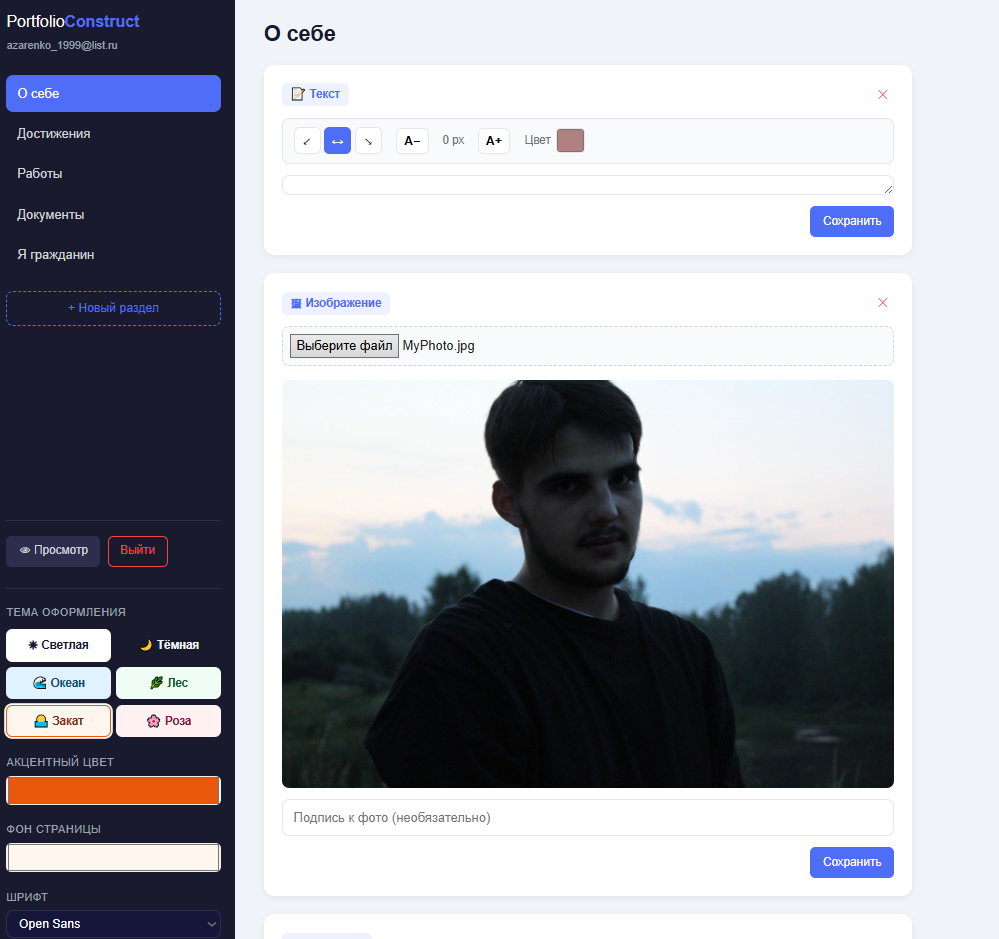 PortfolioConstruct
azarenko_1999@list.ru
О себе
Достижения
Работы
Документы
Я гражданин
+ Новый раздел
Просмотр
Выйти
ТЕМА ОФОРМЛЕНИЯ
Светлая
Тёмная
Океан
Лес
Закат
Роза
АКЦЕНТНЫЙ ЦВЕТ
ФОН СТРАНИЦЫ
ШРИФТ
Open Sans
О себе
Текст
A− 0 px A+ Цвет
Сохранить
Изображение
Выберите файл MyPhoto.jpg
Подпись к фото (необязательно)
Сохранить